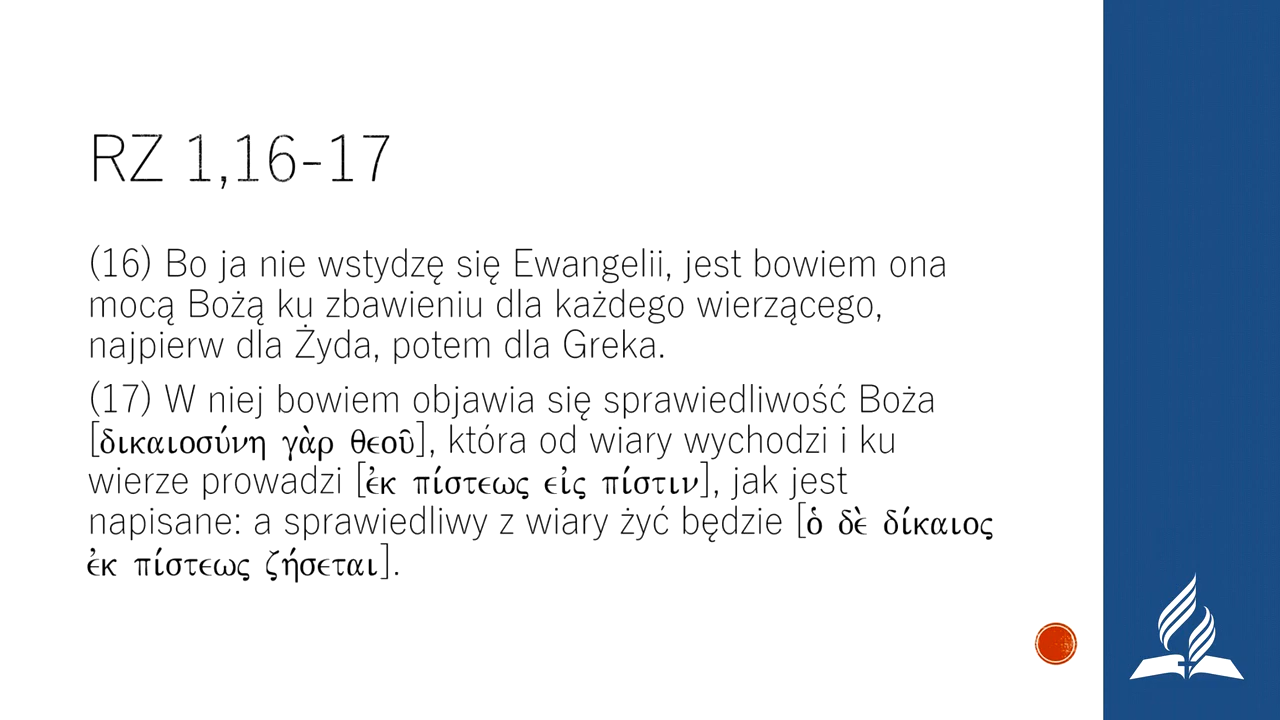 RZ 1,16-17
(16) Bo ja nie wstydzę się Ewangelii, jest bowiem ona
mocą Bożą ku zbawieniu dla każdego wierzącego,
najpierw dla Żyda, potem dla Greka.
(17) W niej bowiem objawia się sprawiedliwość Boża
[δικαιοσύνη γὰρ θεοῦ], która od wiary wychodzi i ku
wierze prowadzi [ἐκ πίστεως εἰς πίστιν], jak jest
napisane: a sprawiedliwy z wiary żyć będzie [ὁ δὲ δίκαιος
ἐκ πίστεως ζήσεται].